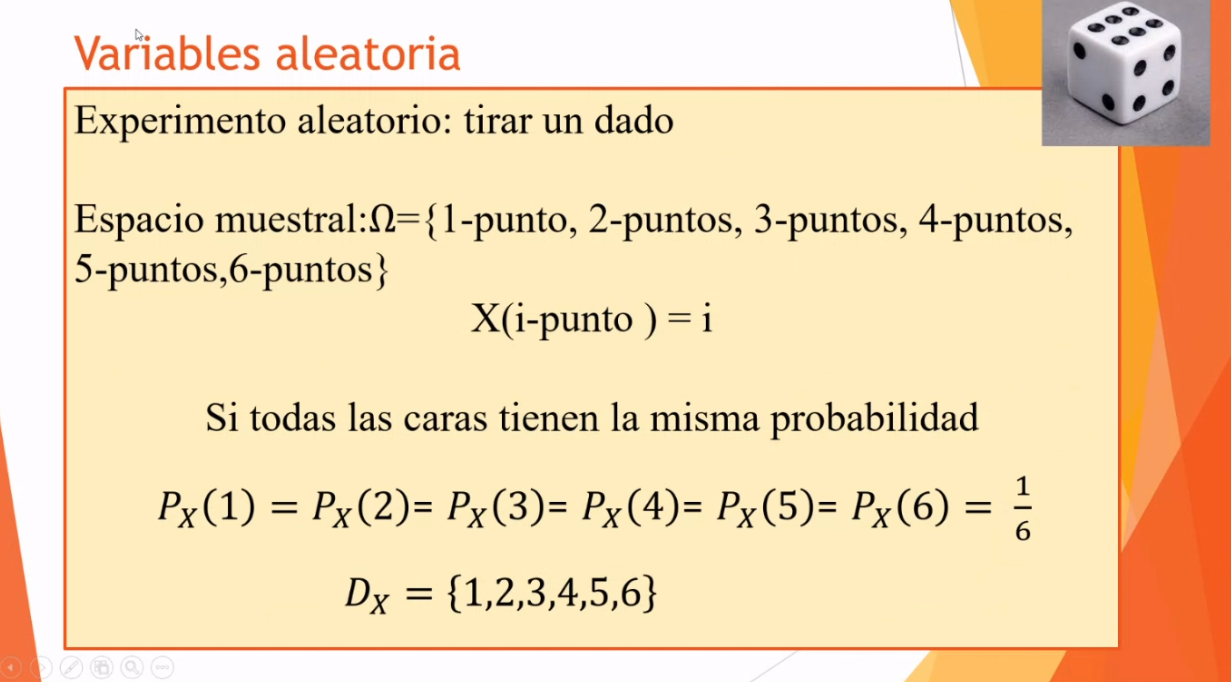 Variables aleatoria
Experimento aleatorio: tirar un dado
Espacio muestral:Ω={1-punto, 2-puntos, 3-puntos, 4-puntos,
5-puntos,6-puntos}
X(i-punto ) = i
Si todas las caras tienen la misma probabilidad
P_X(1) = P_X(2)= P_X(3)= P_X(4)= P_X(5)= P_X(6) = 1/6
D_X = {1,2,3,4,5,6}